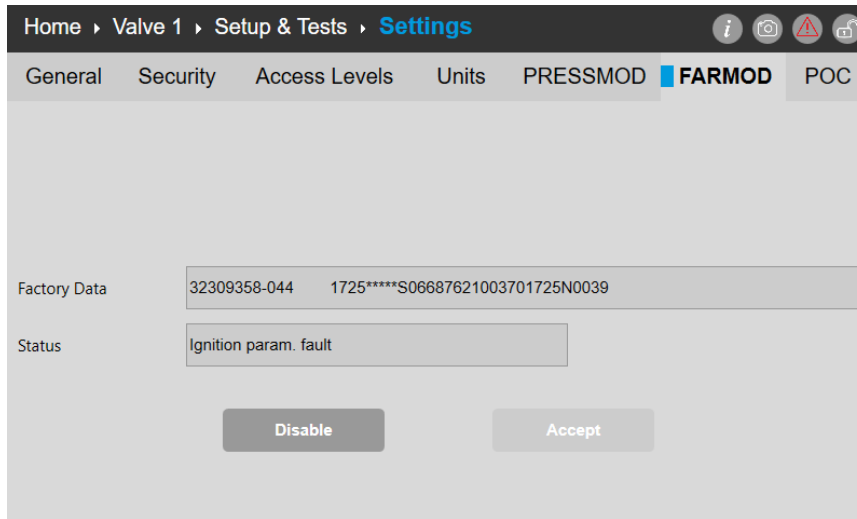 Home ▸ Valve 1 ▸ Setup & Tests ▸ Settings
General Security Access Levels Units PRESSMOD FARMOD POC
Factory Data 32309358-044 1725*****S06687621003701725N0039
Status Ignition param. fault
Disable Accept